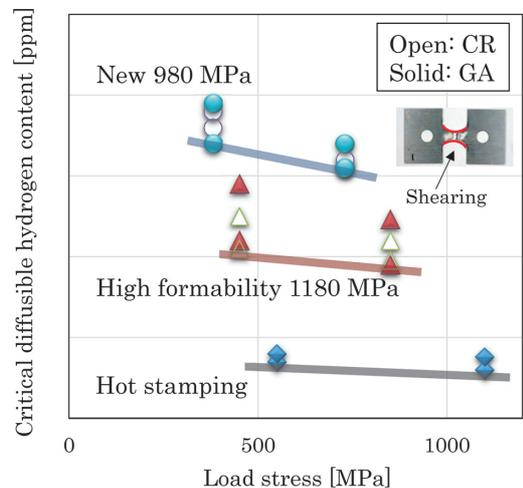 Critical diffusible hydrogen content [ppm]
Open: CR
Solid: GA
New 980 MPa
Shearing
High formability 1180 MPa
Hot stamping
0
500
1000
Load stress [MPa]